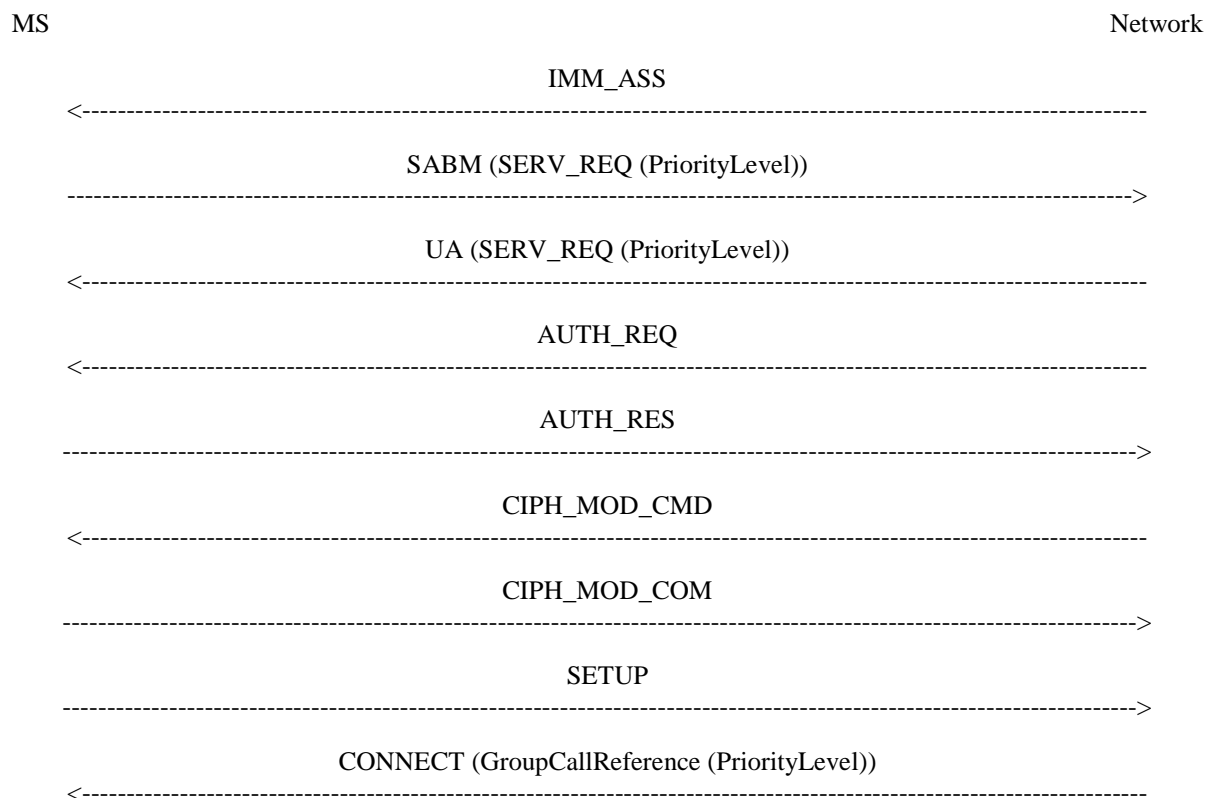 MS Network
IMM_ASS
<-----------------------------------------------------------------------------------------------------------------------
SABM (SERV_REQ (PriorityLevel))
----------------------------------------------------------------------------------------------------------------------->
UA (SERV_REQ (PriorityLevel))
<-----------------------------------------------------------------------------------------------------------------------
AUTH_REQ
<-----------------------------------------------------------------------------------------------------------------------
AUTH_RES
------------------------------------------------------------------------------------------------------------------------>
CIPH_MOD_CMD
<-----------------------------------------------------------------------------------------------------------------------
CIPH_MOD_COM
------------------------------------------------------------------------------------------------------------------------>
SETUP
------------------------------------------------------------------------------------------------------------------------>
CONNECT (GroupCallReference (PriorityLevel))
<-----------------------------------------------------------------------------------------------------------------------